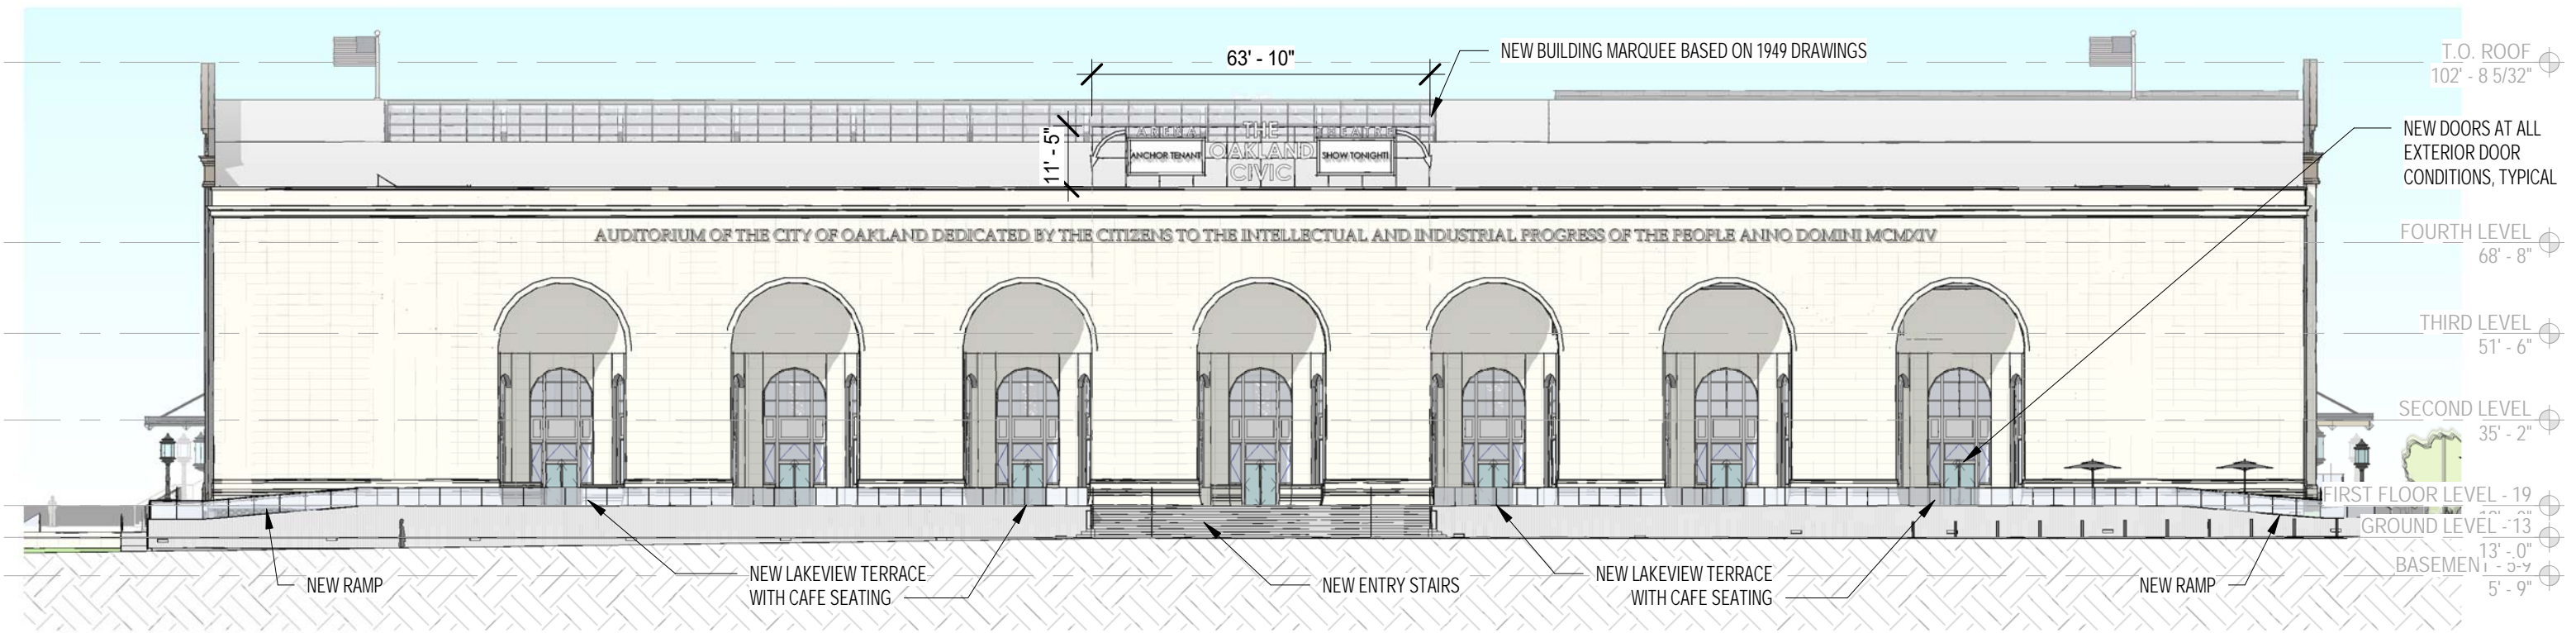 63' - 10"
NEW BUILDING MARQUEE BASED ON 1949 DRAWINGS
T.O. ROOF
102' - 8 5/32"
11' - 5"
ARENA
THE
THEATRE
ANCHOR TENANT
OAKLAND
SHOW TONIGHT!
CIVIC
NEW DOORS AT ALL
EXTERIOR DOOR
CONDITIONS, TYPICAL
AUDITORIUM OF THE CITY OF OAKLAND DEDICATED BY THE CITIZENS TO THE INTELLECTUAL AND INDUSTRIAL PROGRESS OF THE PEOPLE ANNO DOMINI MCMXIV
FOURTH LEVEL
68' - 8"
THIRD LEVEL
51' - 6"
SECOND LEVEL
35' - 2"
FIRST FLOOR LEVEL - 19
GROUND LEVEL -13
13' - 0"
BASEMENT - 5-9
5' - 9"
NEW RAMP
NEW LAKEVIEW TERRACE
WITH CAFE SEATING
NEW ENTRY STAIRS
NEW LAKEVIEW TERRACE
WITH CAFE SEATING
NEW RAMP